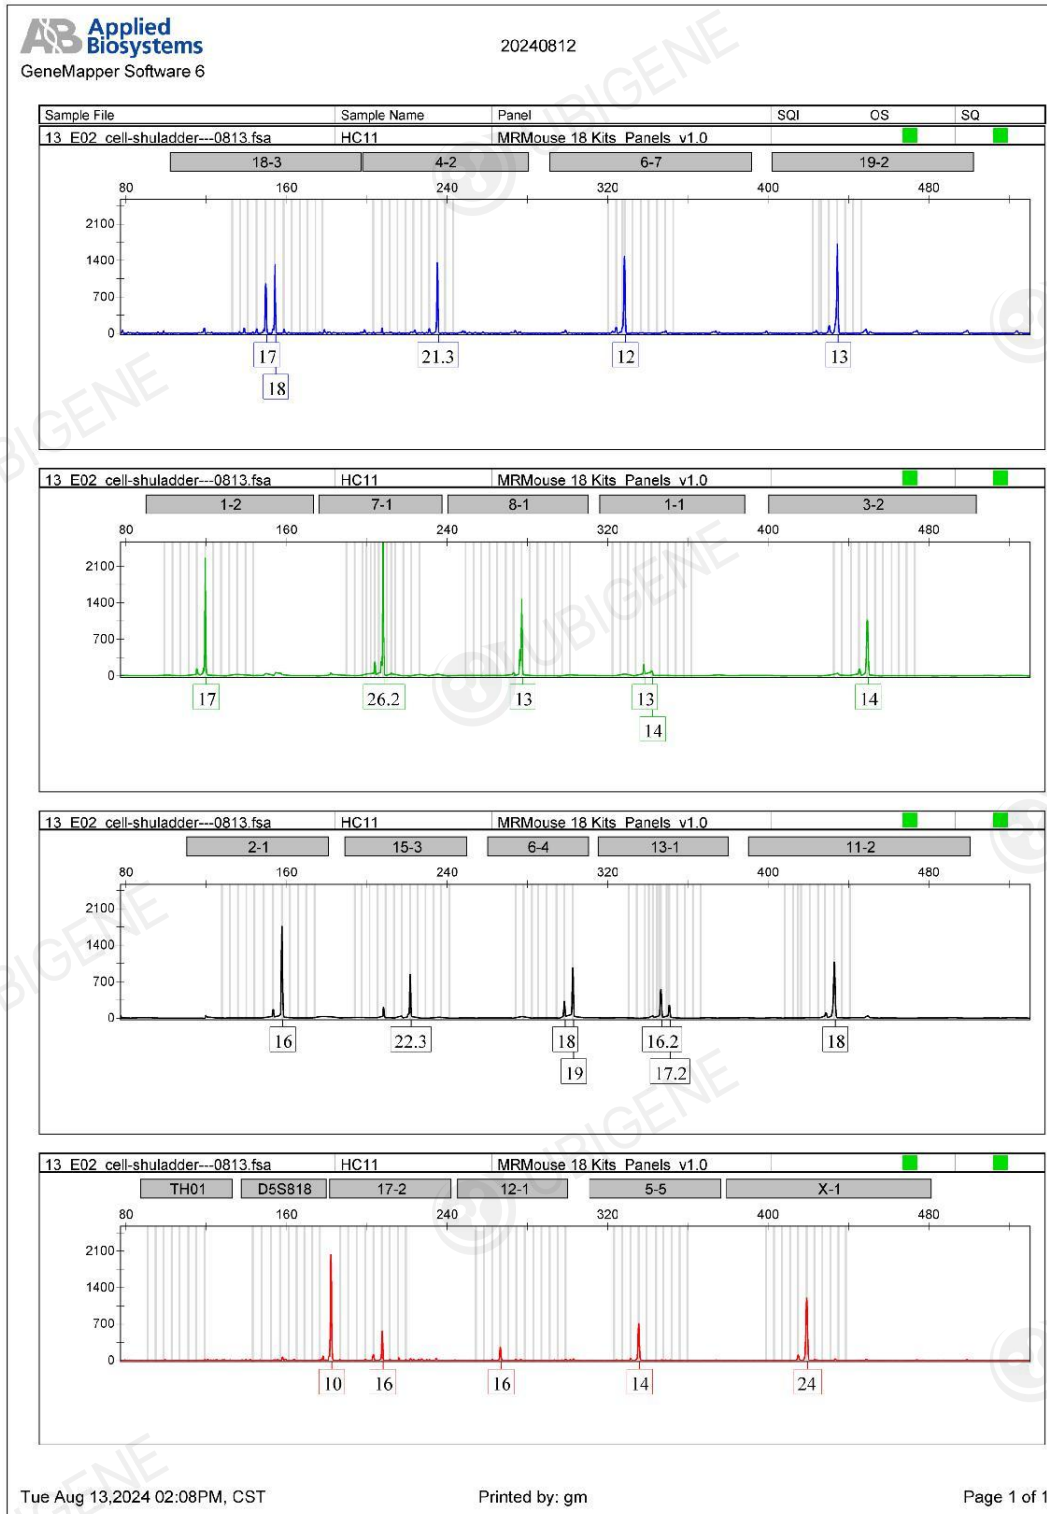 AB Applied
Biosystems
20240812
GeneMapper Software 6
Sample File Sample Name Panel SQI OS SQ
13_E02_cell-shuladder---0813.fsa HC11 MRMouse 18 Kits_Panels_v1.0
18-3 4-2 6-7 19-2
80 160 240 320 400 480
2100
1400
700
0
17 21.3 12 13
18
13_E02_cell-shuladder---0813.fsa HC11 MRMouse 18 Kits_Panels_v1.0
1-2 7-1 8-1 1-1 3-2
80 160 240 320 400 480
2100
1400
700
0
17 26.2 13 13 14
14
13_E02_cell-shuladder---0813.fsa HC11 MRMouse 18 Kits_Panels_v1.0
2-1 15-3 6-4 13-1 11-2
80 160 240 320 400 480
2100
1400
700
0
16 22.3 18 16.2 18
19 17.2
13_E02_cell-shuladder---0813.fsa HC11 MRMouse 18 Kits_Panels_v1.0
TH01 D5S818 17-2 12-1 5-5 X-1
80 160 240 320 400 480
2100
1400
700
0
10 16 16 14 24
Tue Aug 13,2024 02:08PM, CST Printed by: gm Page 1 of 1
UBIGENE